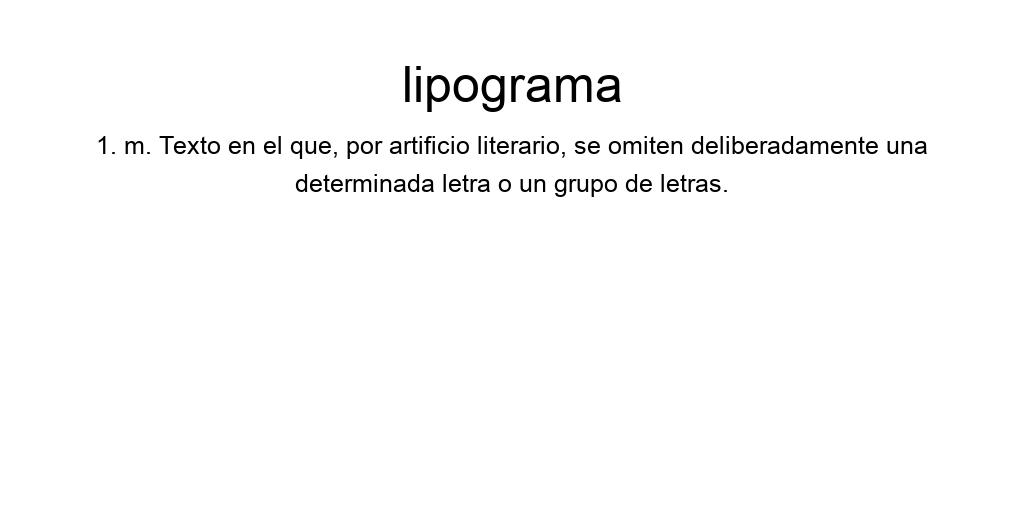 lipograma
1. m. Texto en el que, por artificio literario, se omiten deliberadamente una
determinada letra o un grupo de letras.